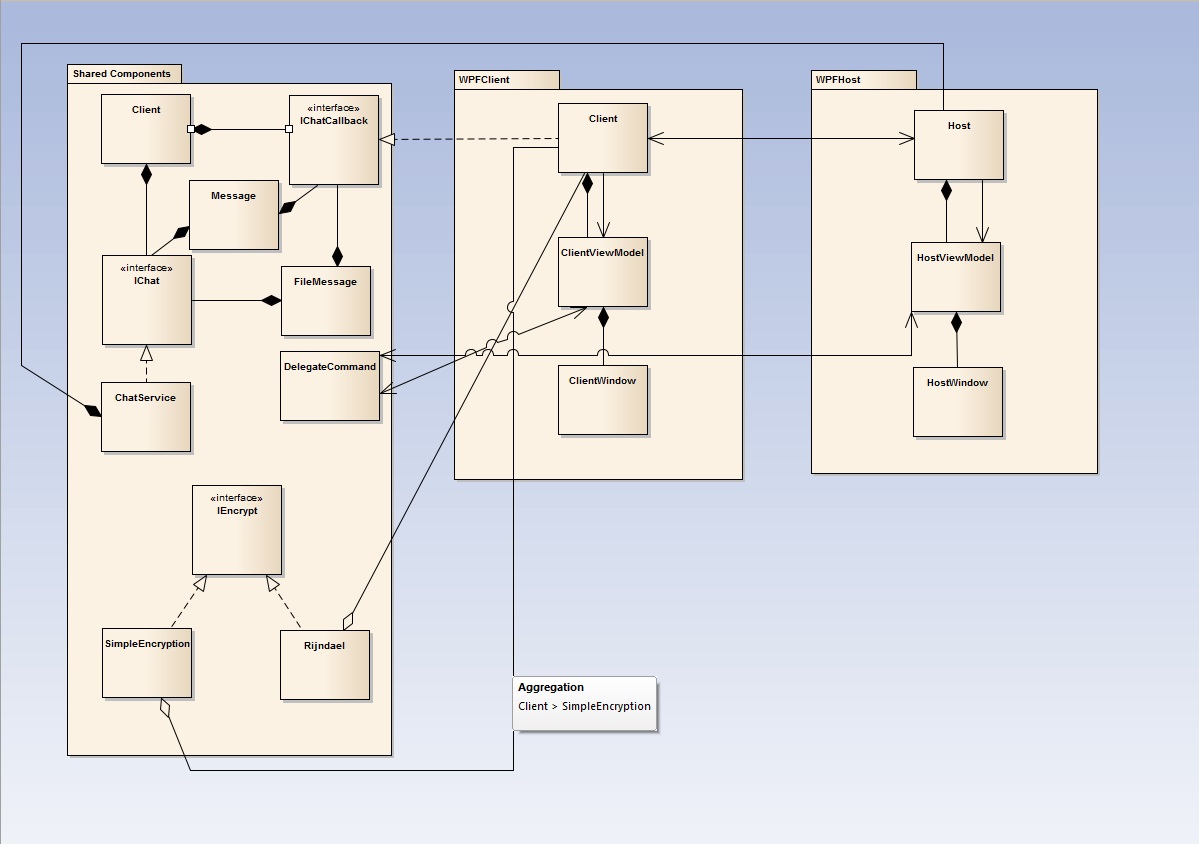 Shared Components
Client
«interface»
IChatCallback
Message
«interface»
IChat
FileMessage
DelegateCommand
ChatService
«interface»
IEncrypt
SimpleEncryption
Rijndael
WPFClient
Client
ClientViewModel
ClientWindow
Aggregation
Client > SimpleEncryption
WPFHost
Host
HostViewModel
HostWindow